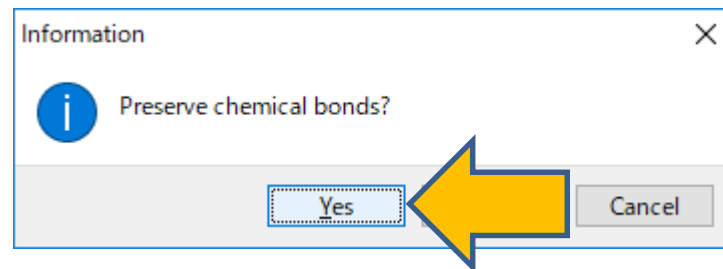 Information
Preserve chemical bonds?
Yes
Cancel